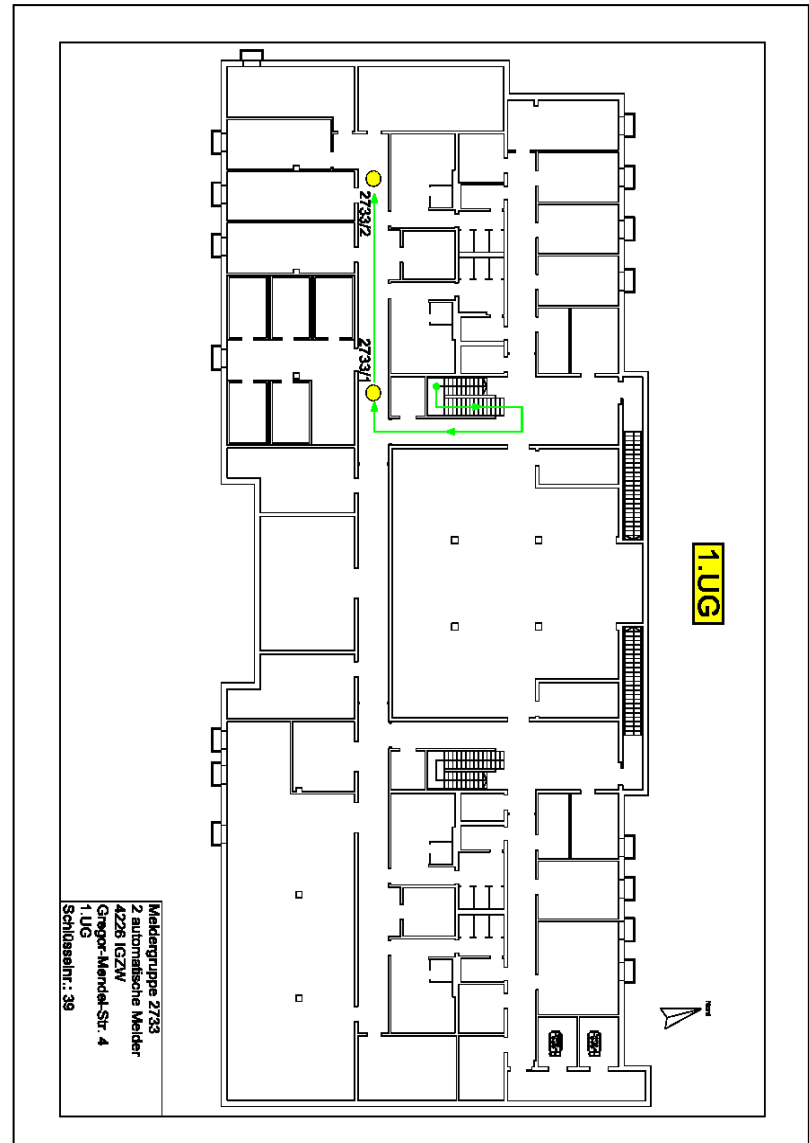 1.UG
2733/2
2733/1
Nord
Meldergruppe 2733
2 automatische Melder
4226 IGZW
Gregor-Mendel-Str. 4
1.UG
Schlüsselnr.: 39